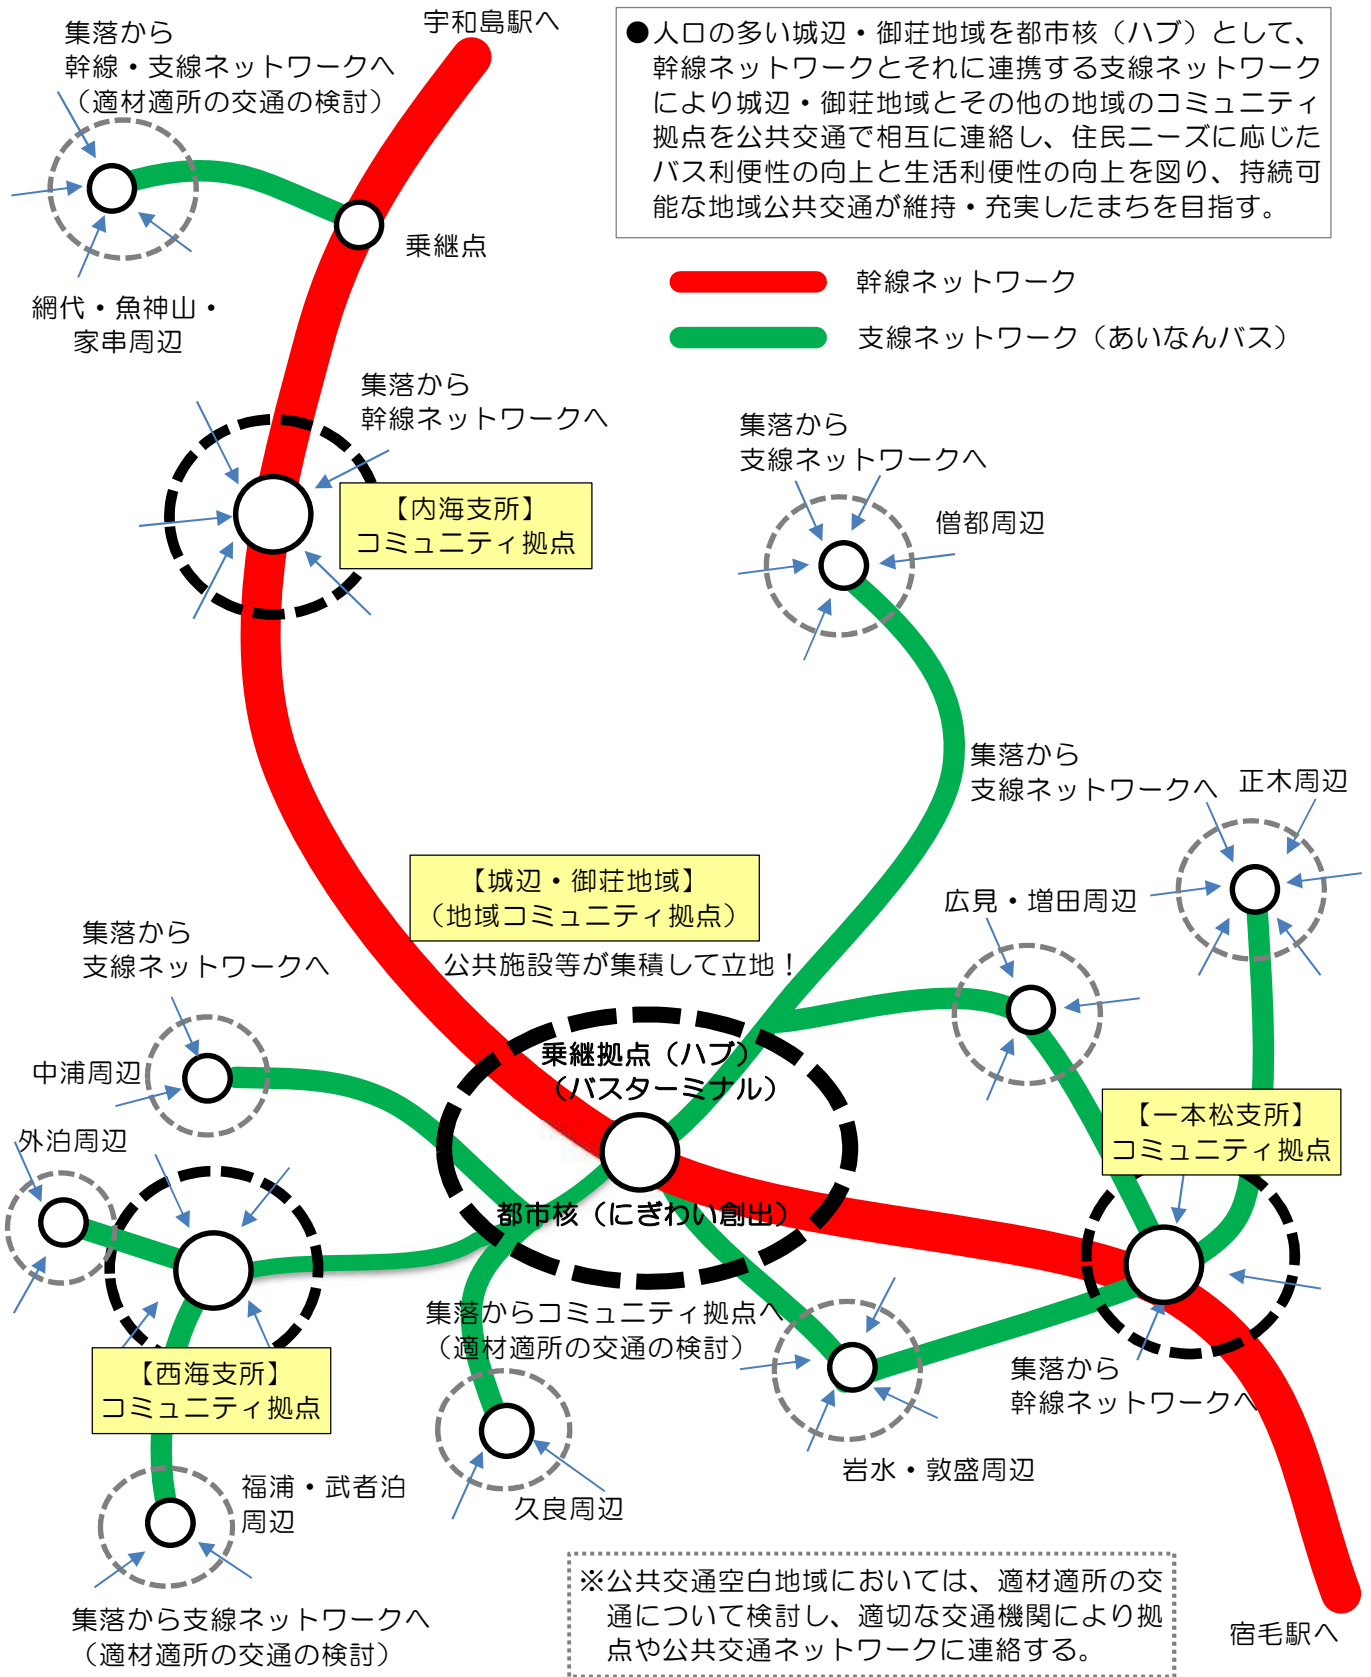 宇和島駅へ
集落から
幹線・支線ネットワークへ
（適材適所の交通の検討）
●人口の多い城辺・御荘地域を都市核（ハブ）として、
幹線ネットワークとそれに連携する支線ネットワーク
により城辺・御荘地域とその他の地域のコミュニティ
拠点を公共交通で相互に連絡し、住民ニーズに応じた
バス利便性の向上と生活利便性の向上を図り、持続可
能な地域公共交通が維持・充実したまちを目指す。
乗継点
幹線ネットワーク
支線ネットワーク（あいなんバス）
網代・魚神山・
家串周辺
集落から
幹線ネットワークへ
【内海支所】
コミュニティ拠点
集落から
支線ネットワークへ
僧都周辺
集落から
支線ネットワークへ
正木周辺
【城辺・御荘地域】
（地域コミュニティ拠点）
公共施設等が集積して立地！
広見・増田周辺
集落から
支線ネットワークへ
中浦周辺
乗継拠点（ハブ）
（バスターミナル）
【一本松支所】
コミュニティ拠点
外泊周辺
都市核（にぎわい創出）
集落からコミュニティ拠点へ
（適材適所の交通の検討）
【西海支所】
コミュニティ拠点
集落から
幹線ネットワークへ
岩水・敦盛周辺
福浦・武者泊
周辺
久良周辺
集落から支線ネットワークへ
（適材適所の交通の検討）
※公共交通空白地域においては、適材適所の交
通について検討し、適切な交通機関により拠
点や公共交通ネットワークに連絡する。
宿毛駅へ